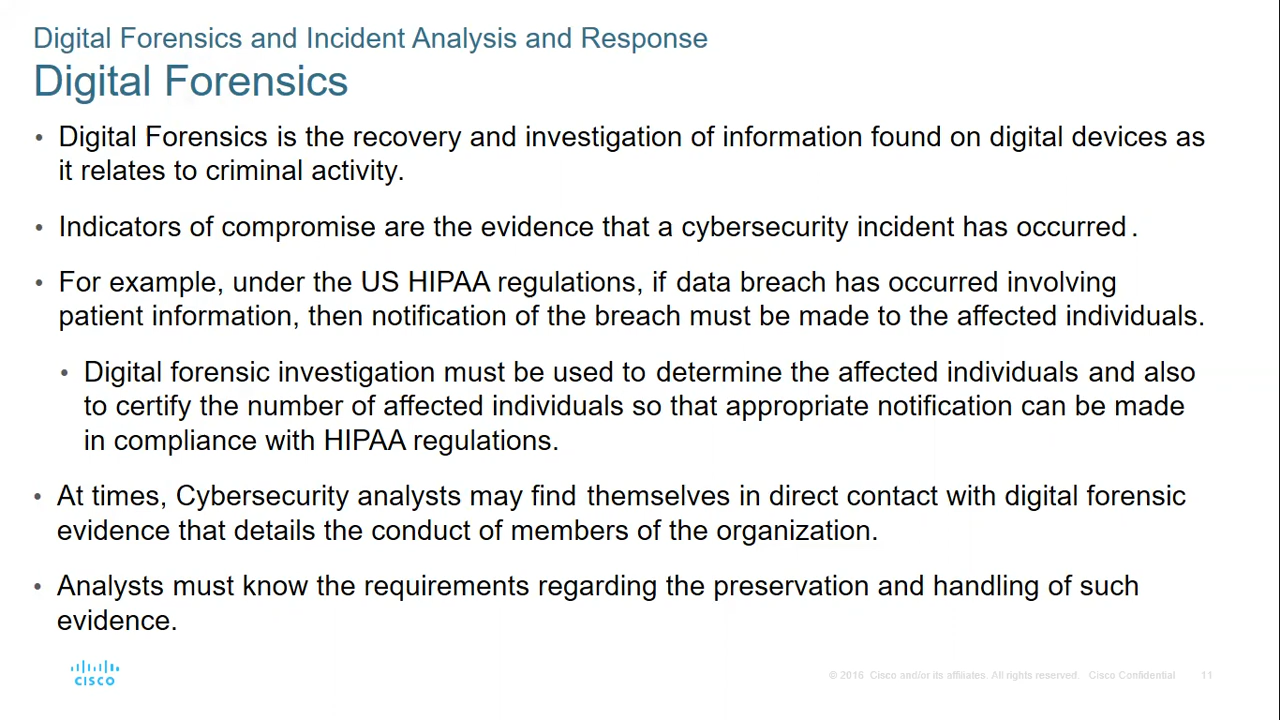 Digital Forensics and Incident Analysis and Response
Digital Forensics
• Digital Forensics is the recovery and investigation of information found on digital devices as
it relates to criminal activity.
• Indicators of compromise are the evidence that a cybersecurity incident has occurred.
• For example, under the US HIPAA regulations, if data breach has occurred involving
patient information, then notification of the breach must be made to the affected individuals.
• Digital forensic investigation must be used to determine the affected individuals and also
to certify the number of affected individuals so that appropriate notification can be made
in compliance with HIPAA regulations.
• At times, Cybersecurity analysts may find themselves in direct contact with digital forensic
evidence that details the conduct of members of the organization.
• Analysts must know the requirements regarding the preservation and handling of such
evidence.
CISCO
© 2016 Cisco and/or its affiliates. All rights reserved. Cisco Confidential 11